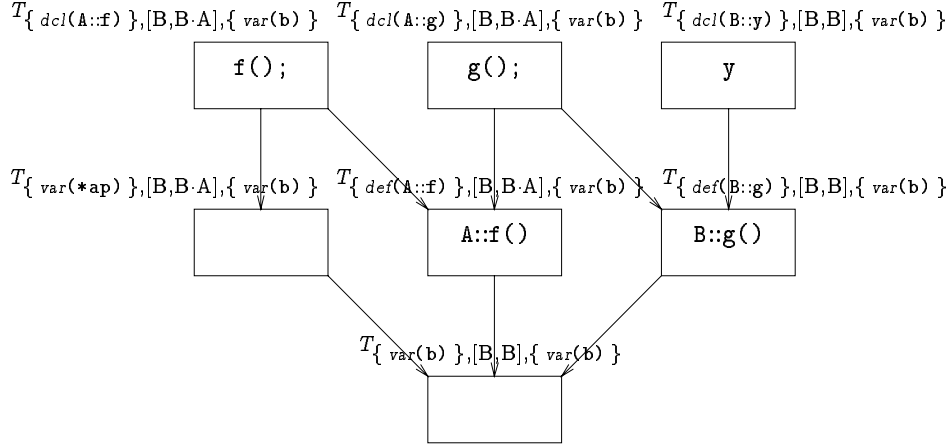 T{ dcl(A::f) },[B,B·A],{ var(b) } T{ dcl(A::g) },[B,B·A],{ var(b) } T{ dcl(B::y) },[B,B],{ var(b) }
f(); g(); y
T{ var(*ap) },[B,B·A],{ var(b) } T{ def(A::f) },[B,B·A],{ var(b) } T{ def(B::g) },[B,B],{ var(b) }
A::f() B::g()
T{ var(b) },[B,B],{ var(b) }